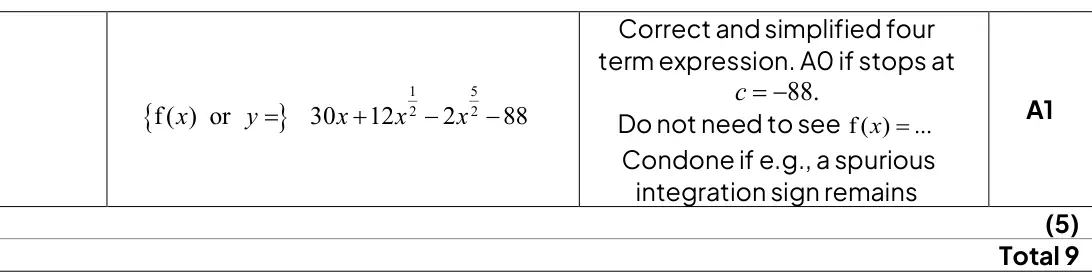 Correct and simplified four
term expression. A0 if stops at
c = −88.
{f(x) or y =} 30x + 12x^{1/2} − 2x^{5/2} − 88
Do not need to see f(x) = ...
Condone if e.g., a spurious
integration sign remains
A1
(5)
Total 9